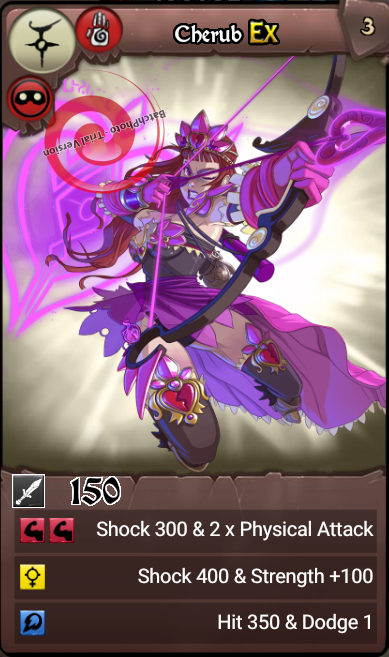 Cherub Ex
3
BatchPhoto - Trial Version
150
Shock 300 & 2 x Physical Attack
Shock 400 & Strength +100
Hit 350 & Dodge 1